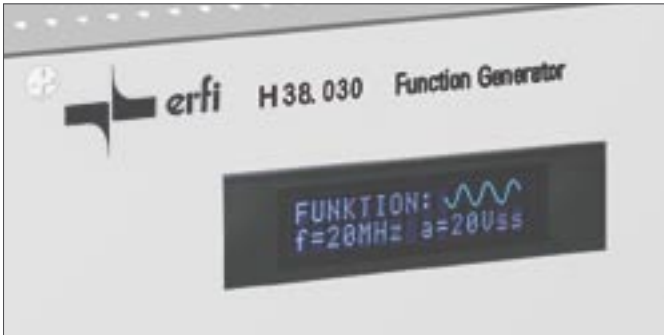 erfi H 38. 030 Function Generator
FUNKTION:
f=20MHz a=20Vss